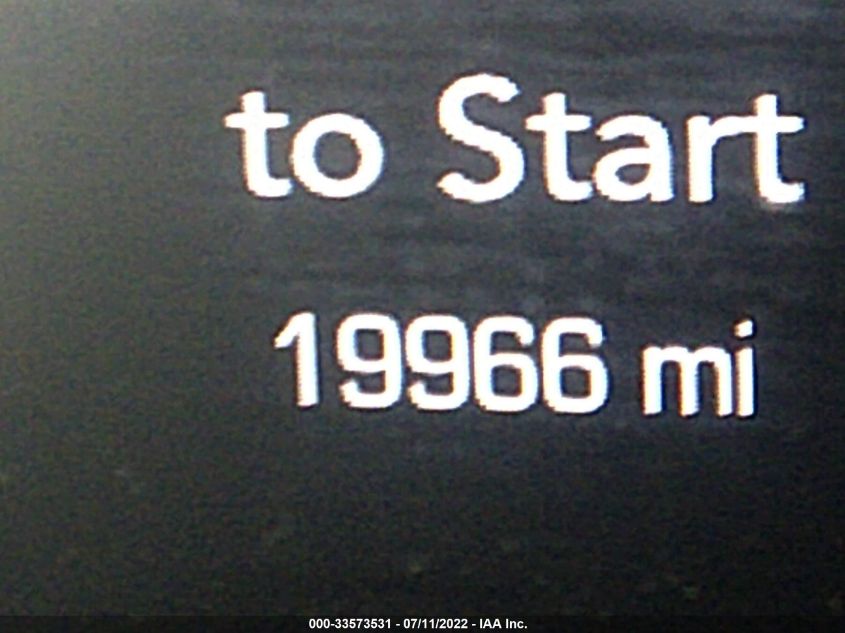 to Start
19966 mi
000-33573531 - 07/11/2022 - IAA Inc.